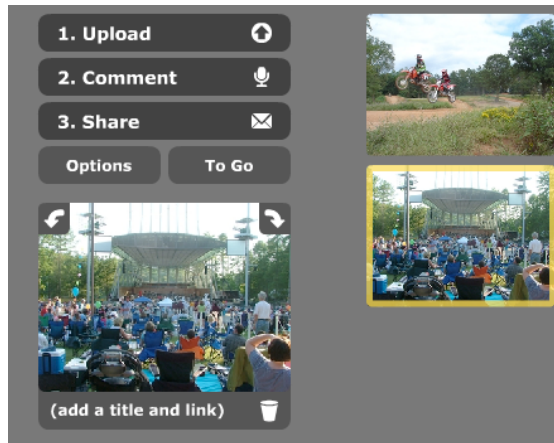 1. Upload
2. Comment
3. Share
Options
To Go
(add a title and link)